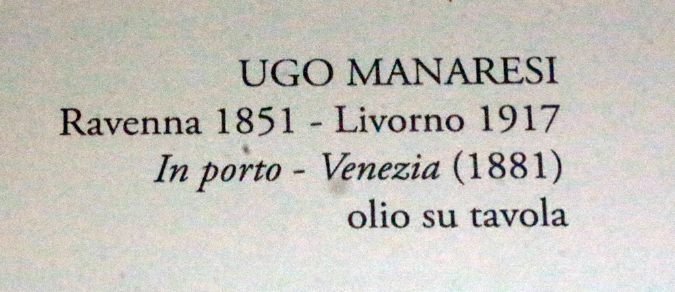 UGO MANARESI
Ravenna 1851 - Livorno 1917
In porto - Venezia (1881)
olio su tavola